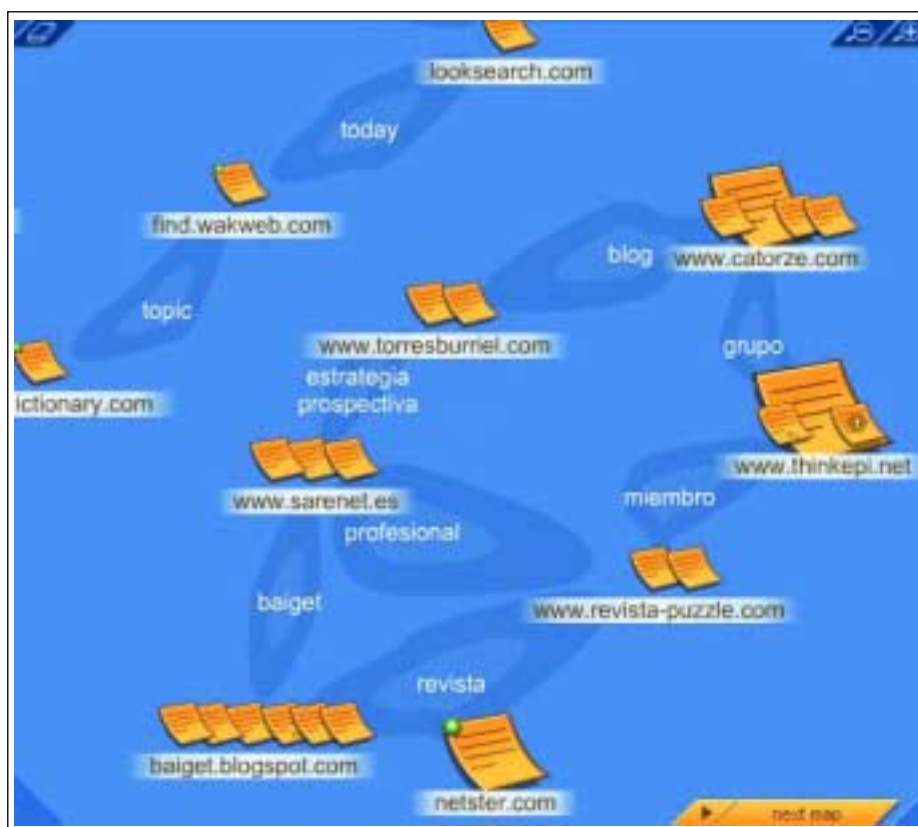 looksearch.com
today
find.wakweb.com
www.catorze.com
blog
topic
www.torresburriel.com
grupo
estrategia
prospectiva
ictionary.com
www.thinkepi.net
www.sarenet.es
miembro
profesional
baiget
www.revista-puzzle.com
revista
baiget.blogspot.com
netster.com
next map